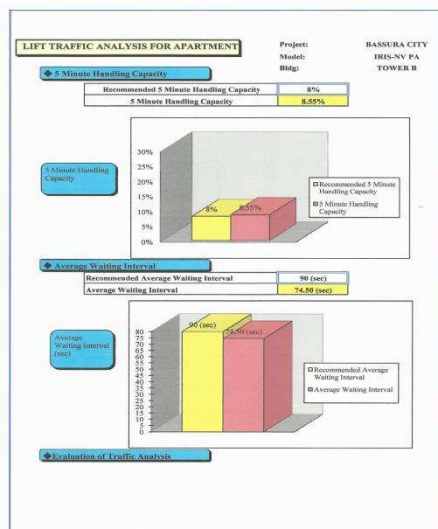 LIFT TRAFFIC ANALYSIS FOR APARTMENT
Project: BASSURA CITY
Model: IRIS-NV PA
Bldg: TOWER B
◆ 5 Minute Handling Capacity
Recommended 5 Minute Handling Capacity 8%
5 Minute Handling Capacity 8.55%
5 Minute Handling
Capacity
30%
25%
20%
15%
10%
5%
0%
8%
8.55%
Recommended 5 Minute
Handling Capacity
5 Minute Handling
Capacity
◆ Average Waiting Interval
Recommended Average Waiting Interval 90 (sec)
Average Waiting Interval 74.50 (sec)
Average
Waiting Interval
(sec)
80
75
70
65
60
55
50
45
40
35
30
25
20
15
10
5
0
90 (sec)
74.50 (sec)
Recommended Average
Waiting Interval
Average Waiting Interval
◆Evaluation of Traffic Analysis